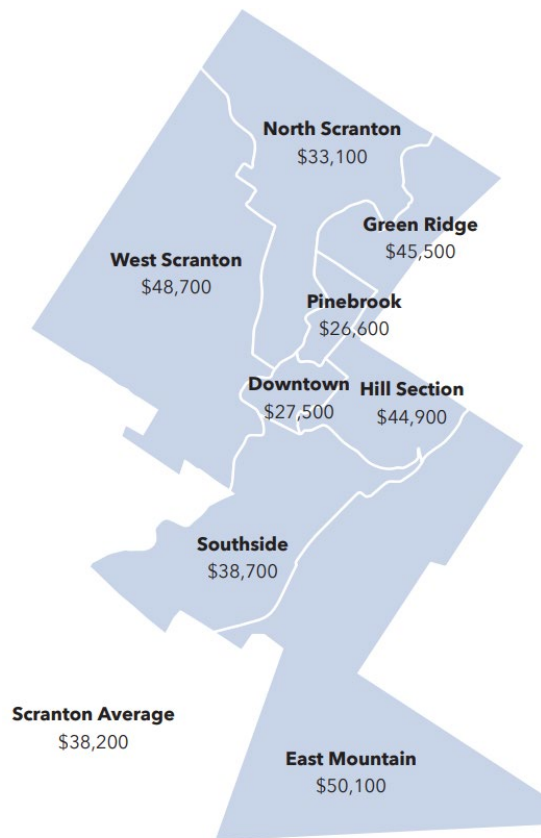 North Scranton
$33,100
Green Ridge
$45,500
West Scranton
$48,700
Pinebrook
$26,600
Downtown
$27,500
Hill Section
$44,900
Southside
$38,700
Scranton Average
$38,200
East Mountain
$50,100